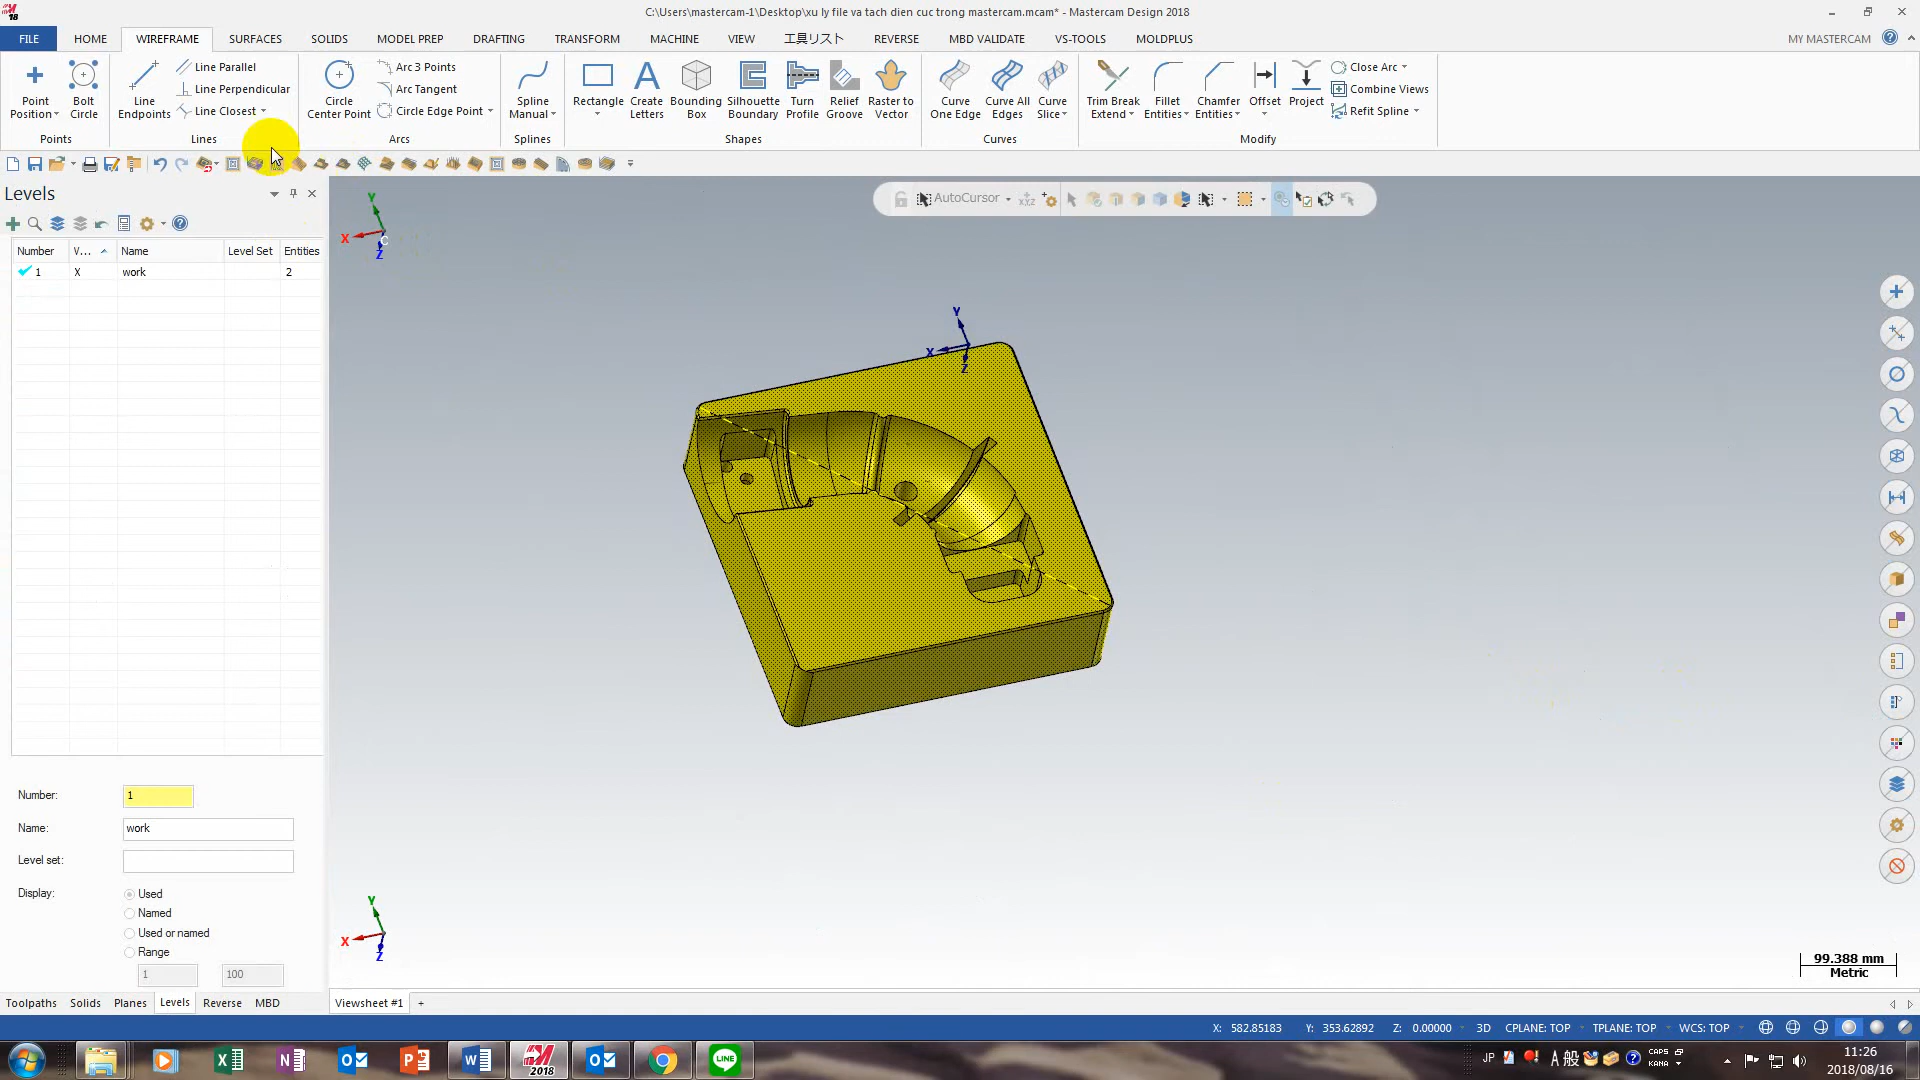 18
C:\Users\mastercam-1\Desktop\xu ly file va tach dien cuc trong mastercam.mcam* - Mastercam Design 2018
FILE HOME WIREFRAME SURFACES SOLIDS MODEL PREP DRAFTING TRANSFORM MACHINE VIEW 工具リスト REVERSE MBD VALIDATE VS-TOOLS MOLDPLUS MY MASTERCAM
Point Position
Bolt Circle
Points
Line Endpoints
Line Parallel
Line Perpendicular
Line Closest
Lines
Circle Center Point
Arc 3 Points
Arc Tangent
Circle Edge Point
Arcs
Spline Manual
Splines
Rectangle
Create Letters
Bounding Box
Silhouette Boundary
Turn Profile
Relief Groove
Raster to Vector
Shapes
Curve One Edge
Curve All Edges
Curve Slice
Curves
Trim Break Extend
Fillet Entities
Chamfer Entities
Offset
Project
Close Arc
Combine Views
Refit Spline
Modify
Levels
AutoCursor
Number V... Name Level Set Entities
1 X work 2
Number: 1
Name: work
Level set:
Display: Used
Named
Used or named
Range
1 100
Toolpaths Solids Planes Levels Reverse MBD
Y
X
Z
C
Y
X
Z
Y
X
Z
99.388 mm
Metric
Viewsheet #1 +
X: 582.85183 Y: 353.62892 Z: 0.00000 3D CPLANE: TOP TPLANE: TOP WCS: TOP
2018
LINE
JP A 般 CAPS KANA
11:26
2018/08/16